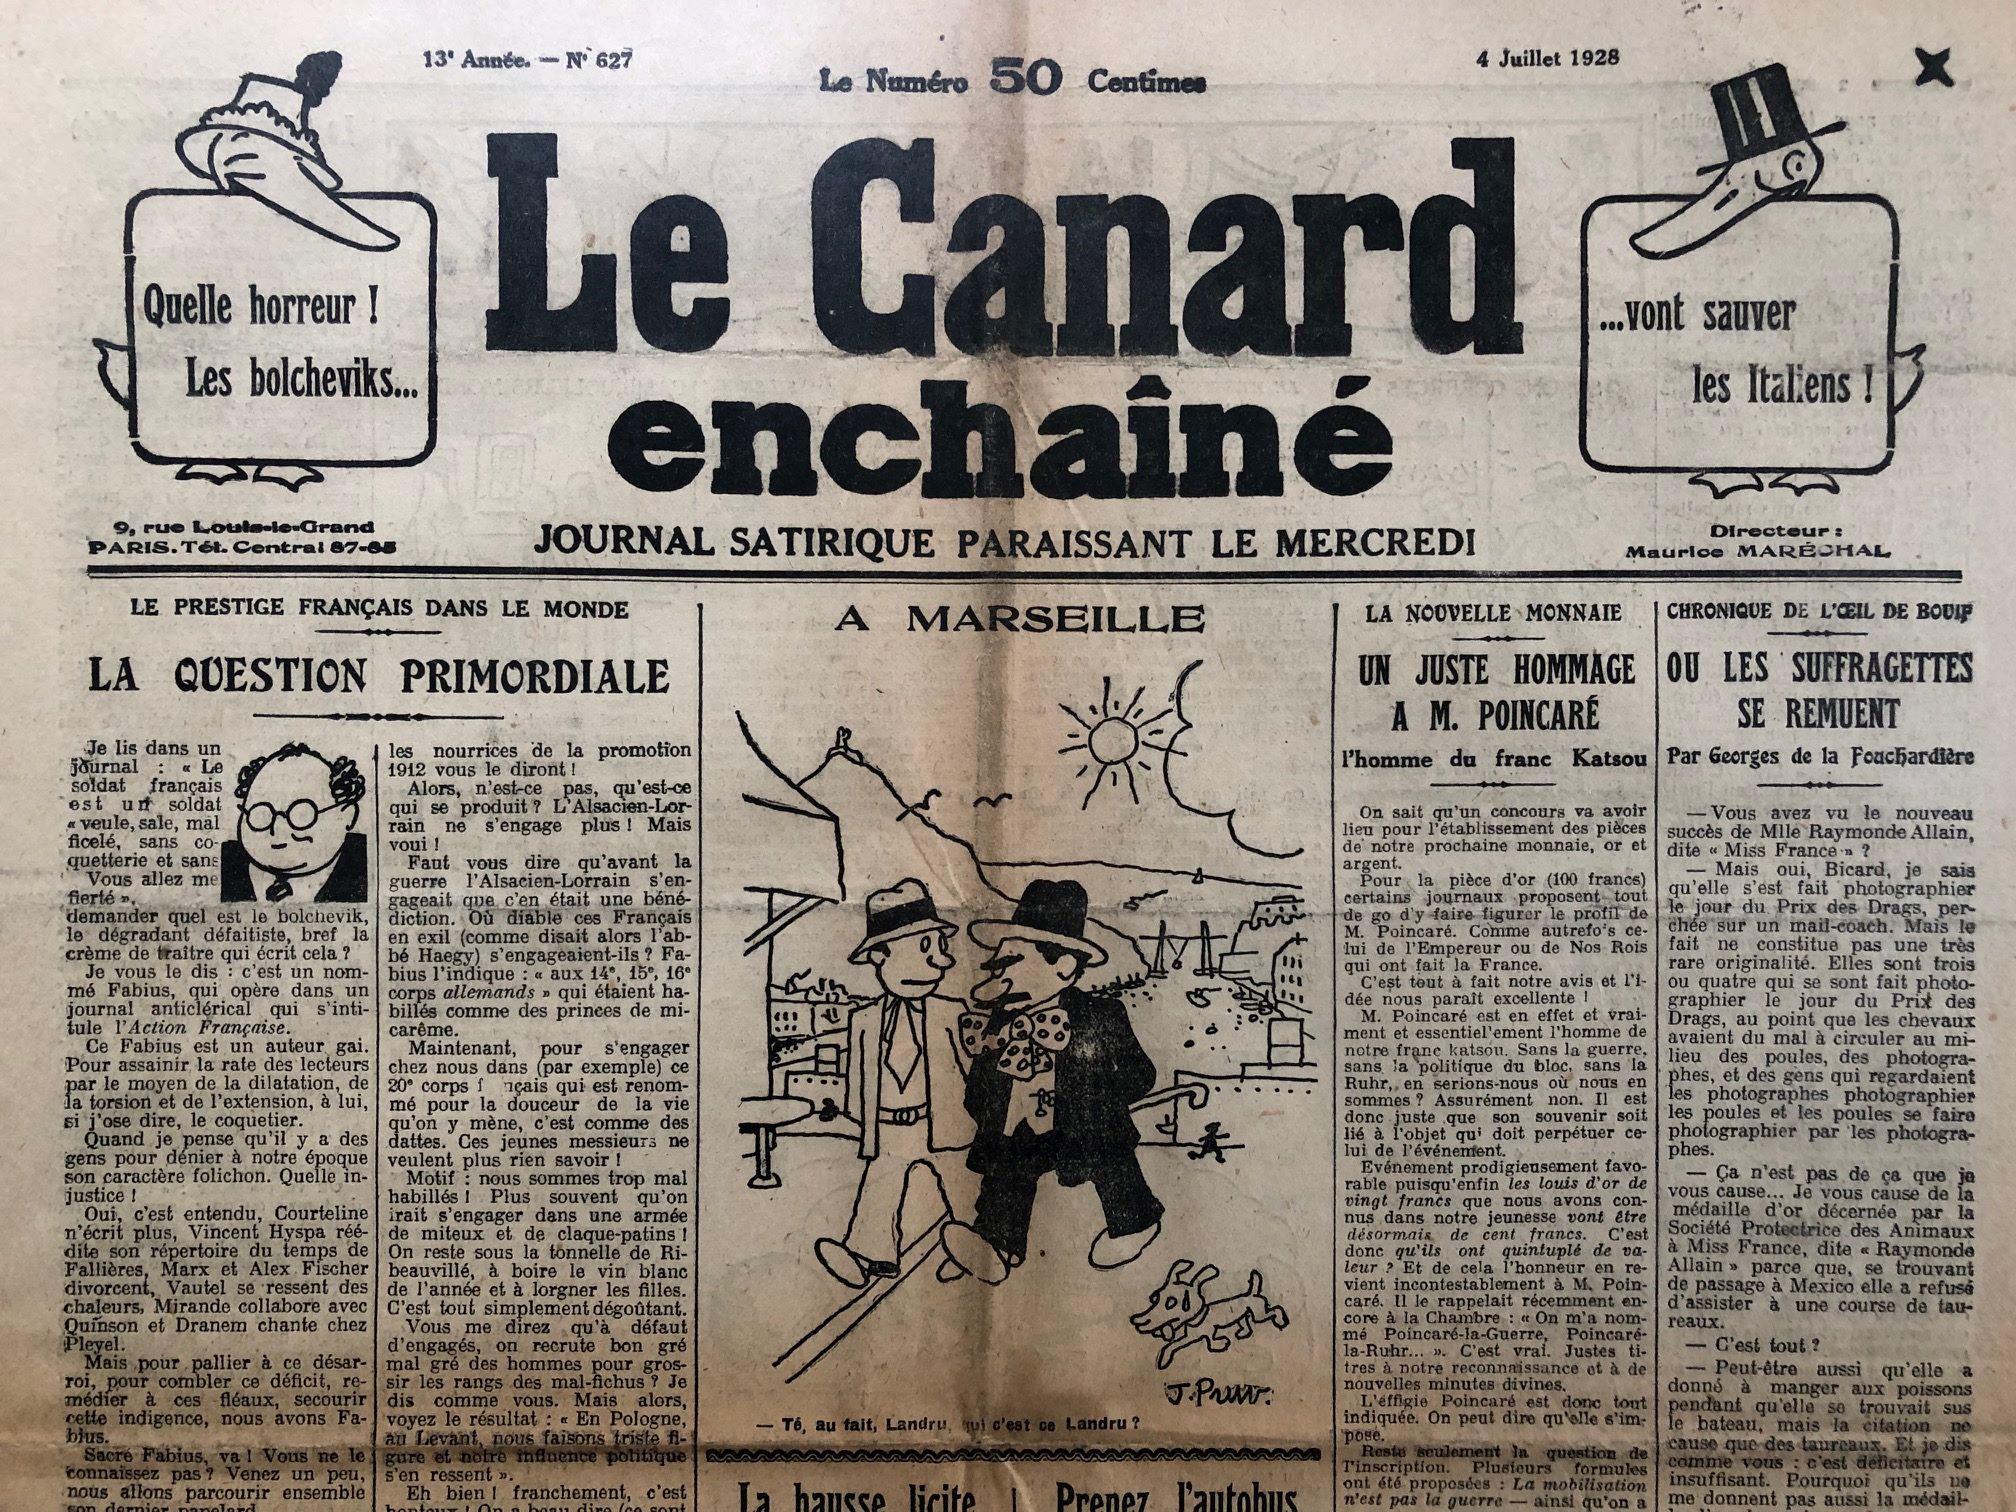 13e Année. — N° 627
Le Numéro 50 Centimes
4 Juillet 1928
Quelle horreur !
Les bolcheviks...
Le Canard
enchaîné
...vont sauver
les Italiens !
9, rue Louis-le-Grand
PARIS. Tél. Central 87-65
JOURNAL SATIRIQUE PARAISSANT LE MERCREDI
Directeur :
Maurice MARÉCHAL
LE PRESTIGE FRANÇAIS DANS LE MONDE
LA QUESTION PRIMORDIALE
Je lis dans un
journal : « Le
soldat français
est un soldat
« veule, sale, mal
ficelé, sans co-
quetterie et sans
Vous allez me
fierté ».
demander quel est le bolchevik,
le dégradant défaitiste, bref la
crème de traître qui écrit cela ?
Je vous le dis : c'est un nom-
mé Fabius, qui opère dans un
journal anticlérical qui s'inti-
tule l'Action Française.
Ce Fabius est un auteur gai.
Pour assainir la rate des lecteurs
par le moyen de la dilatation, de
la torsion et de l'extension, à lui,
si j'ose dire, le coquetier.
Quand je pense qu'il y a des
gens pour dénier à notre époque
son caractère folichon. Quelle in-
justice !
Oui, c'est entendu, Courteline
n'écrit plus, Vincent Hyspa réé-
dite son répertoire du temps de
Fallières, Marx et Alex Fischer
divorcent, Vautel se ressent des
chaleurs, Mirande collabore avec
Quinson et Dranem chante chez
Pleyel.
Mais pour pallier à ce désar-
roi, pour combler ce déficit, re-
médier à ces fléaux, secourir
cette indigence, nous avons Fa-
bius.
Sacré Fabius, va ! Vous ne le
connaissez pas ? Venez un peu,
nous allons parcourir ensemble
son dernier papelard.
les nourrices de la promotion
1912 vous le diront !
Alors, n'est-ce pas, qu'est-ce
qui se produit ? L'Alsacien-Lor-
rain ne s'engage plus ! Mais
voui !
Faut vous dire qu'avant la
guerre l'Alsacien-Lorrain s'en-
gageait que c'en était une béné-
diction. Où diable ces Français
en exil (comme disait alors l'ab-
bé Haegy) s'engageaient-ils ? Fa-
bius l'indique : « aux 14e, 15e, 16e
corps allemands » qui étaient ha-
billés comme des princes de mi-
carême.
Maintenant, pour s'engager
chez nous dans (par exemple) ce
20e corps f nçais qui est renom-
mé pour la douceur de la vie
qu'on y mène, c'est comme des
dattes. Ces jeunes messieurs ne
veulent plus rien savoir !
Motif : nous sommes trop mal
habillés ! Plus souvent qu'on
irait s'engager dans une armée
de miteux et de claque-patins !
On reste sous la tonnelle de Ri-
beauvillé, à boire le vin blanc
de l'année et à lorgner les filles.
C'est tout simplement dégoûtant.
Vous me direz qu'à défaut
d'engagés, on recrute bon gré
mal gré des hommes pour gros-
sir les rangs des mal-fichus ? Je
dis comme vous. Mais alors,
voyez le résultat : « En Pologne,
au Levant, nous faisons triste fi-
gure et notre influence politique
s'en ressent ».
Eh bien ! franchement, c'est
honteux ! On a beau dire (ce sont
A MARSEILLE
J. Pruv.
— Té, au fait, Landru, qui c'est ce Landru ?
La hausse licite
Prenez l'autobus
LA NOUVELLE MONNAIE
UN JUSTE HOMMAGE
A M. POINCARÉ
l'homme du franc Katsou
On sait qu'un concours va avoir
lieu pour l'établissement des pièces
de notre prochaine monnaie, or et
argent.
Pour la pièce d'or (100 francs)
certains journaux proposent tout
de go d'y faire figurer le profil de
M. Poincaré. Comme autrefo's ce-
lui de l'Empereur ou de Nos Rois
qui ont fait la France.
C'est tout à fait notre avis et l'i-
dée nous paraît excellente !
M. Poincaré est en effet et vrai-
ment et essentiel'ement l'homme de
notre franc katsou. Sans la guerre,
sans la politique du bloc, sans la
Ruhr, en serions-nous où nous en
sommes ? Assurément non. Il est
donc juste que son souvenir soit
lié à l'objet qui doit perpétuer ce-
lui de l'événement.
Evénement prodigieusement favo-
rable puisqu'enfin les louis d'or de
vingt francs que nous avons con-
nus dans notre jeunesse vont être
désormais de cent francs. C'est
donc qu'ils ont quintuplé de va-
leur ? Et de cela l'honneur en re-
vient incontestablement à M. Poin-
caré. Il le rappelait récemment en-
core à la Chambre : « On m'a nom-
mé Poincaré-la-Guerre, Poincaré-
la-Ruhr... ». C'est vrai. Justes ti-
tres à notre reconnaissance et à de
nouvelles minutes divines.
L'effigie Poincaré est donc tout
indiquée. On peut dire qu'elle s'im-
pose.
Reste seulement la question de
l'inscription. Plusieurs formules
ont été proposées : La mobilisation
n'est pas la guerre — ainsi qu'on a
CHRONIQUE DE L'ŒIL DE BOUIF
OU LES SUFFRAGETTES
SE REMUENT
Par Georges de la Fouchardière
— Vous avez vu le nouveau
succès de Mlle Raymonde Allain,
dite « Miss France » ?
— Mais oui, Bicard, je sais
qu'elle s'est fait photographier
le jour du Prix des Drags, per-
chée sur un mail-coach. Mais le
fait ne constitue pas une très
rare originalité. Elles sont trois
ou quatre qui se sont fait photo-
graphier le jour du Prix des
Drags, au point que les chevaux
avaient du mal à circuler au mi-
lieu des poules, des photogra-
phes, et des gens qui regardaient
les photographes photographier
les poules et les poules se faire
photographier par les photogra-
phes.
— Ça n'est pas de ça que je
vous cause... Je vous cause de la
médaille d'or décernée par la
Société Protectrice des Animaux
à Miss France, dite « Raymonde
Allain » parce que, se trouvant
de passage à Mexico elle a refusé
d'assister à une course de tau-
reaux.
— C'est tout ?
— Peut-être aussi qu'elle a
donné à manger aux poissons
pendant qu'elle se trouvait sus
le bateau, mais la citation ne
cause que des taureaux. Et je dis
comme vous : c'est déficitaire et
insuffisant. Pourquoi qu'ils ne
me donnent pas aussi la médail-